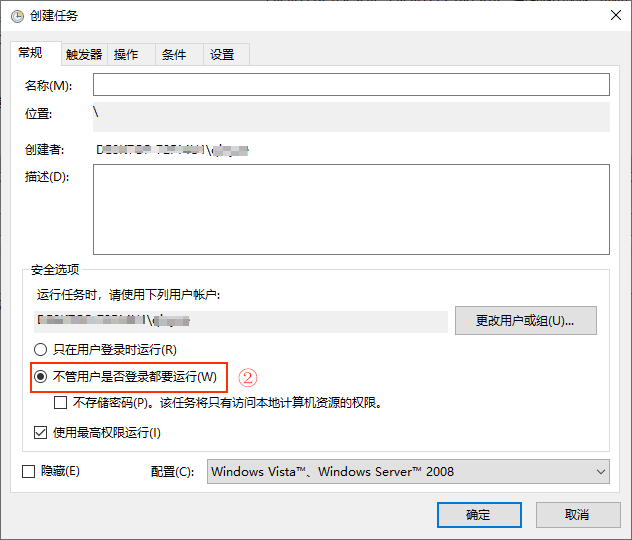 创建任务
常规 触发器 操作 条件 设置
名称(M):
位置: \
创建者:
描述(D):
安全选项
运行任务时，请使用下列用户帐户:
更改用户或组(U)...
只在用户登录时运行(R)
不管用户是否登录都要运行(W) ②
不存储密码(P)。该任务将只有访问本地计算机资源的权限。
使用最高权限运行(I)
隐藏(E) 配置(C): Windows Vista™、Windows Server™ 2008
确定 取消